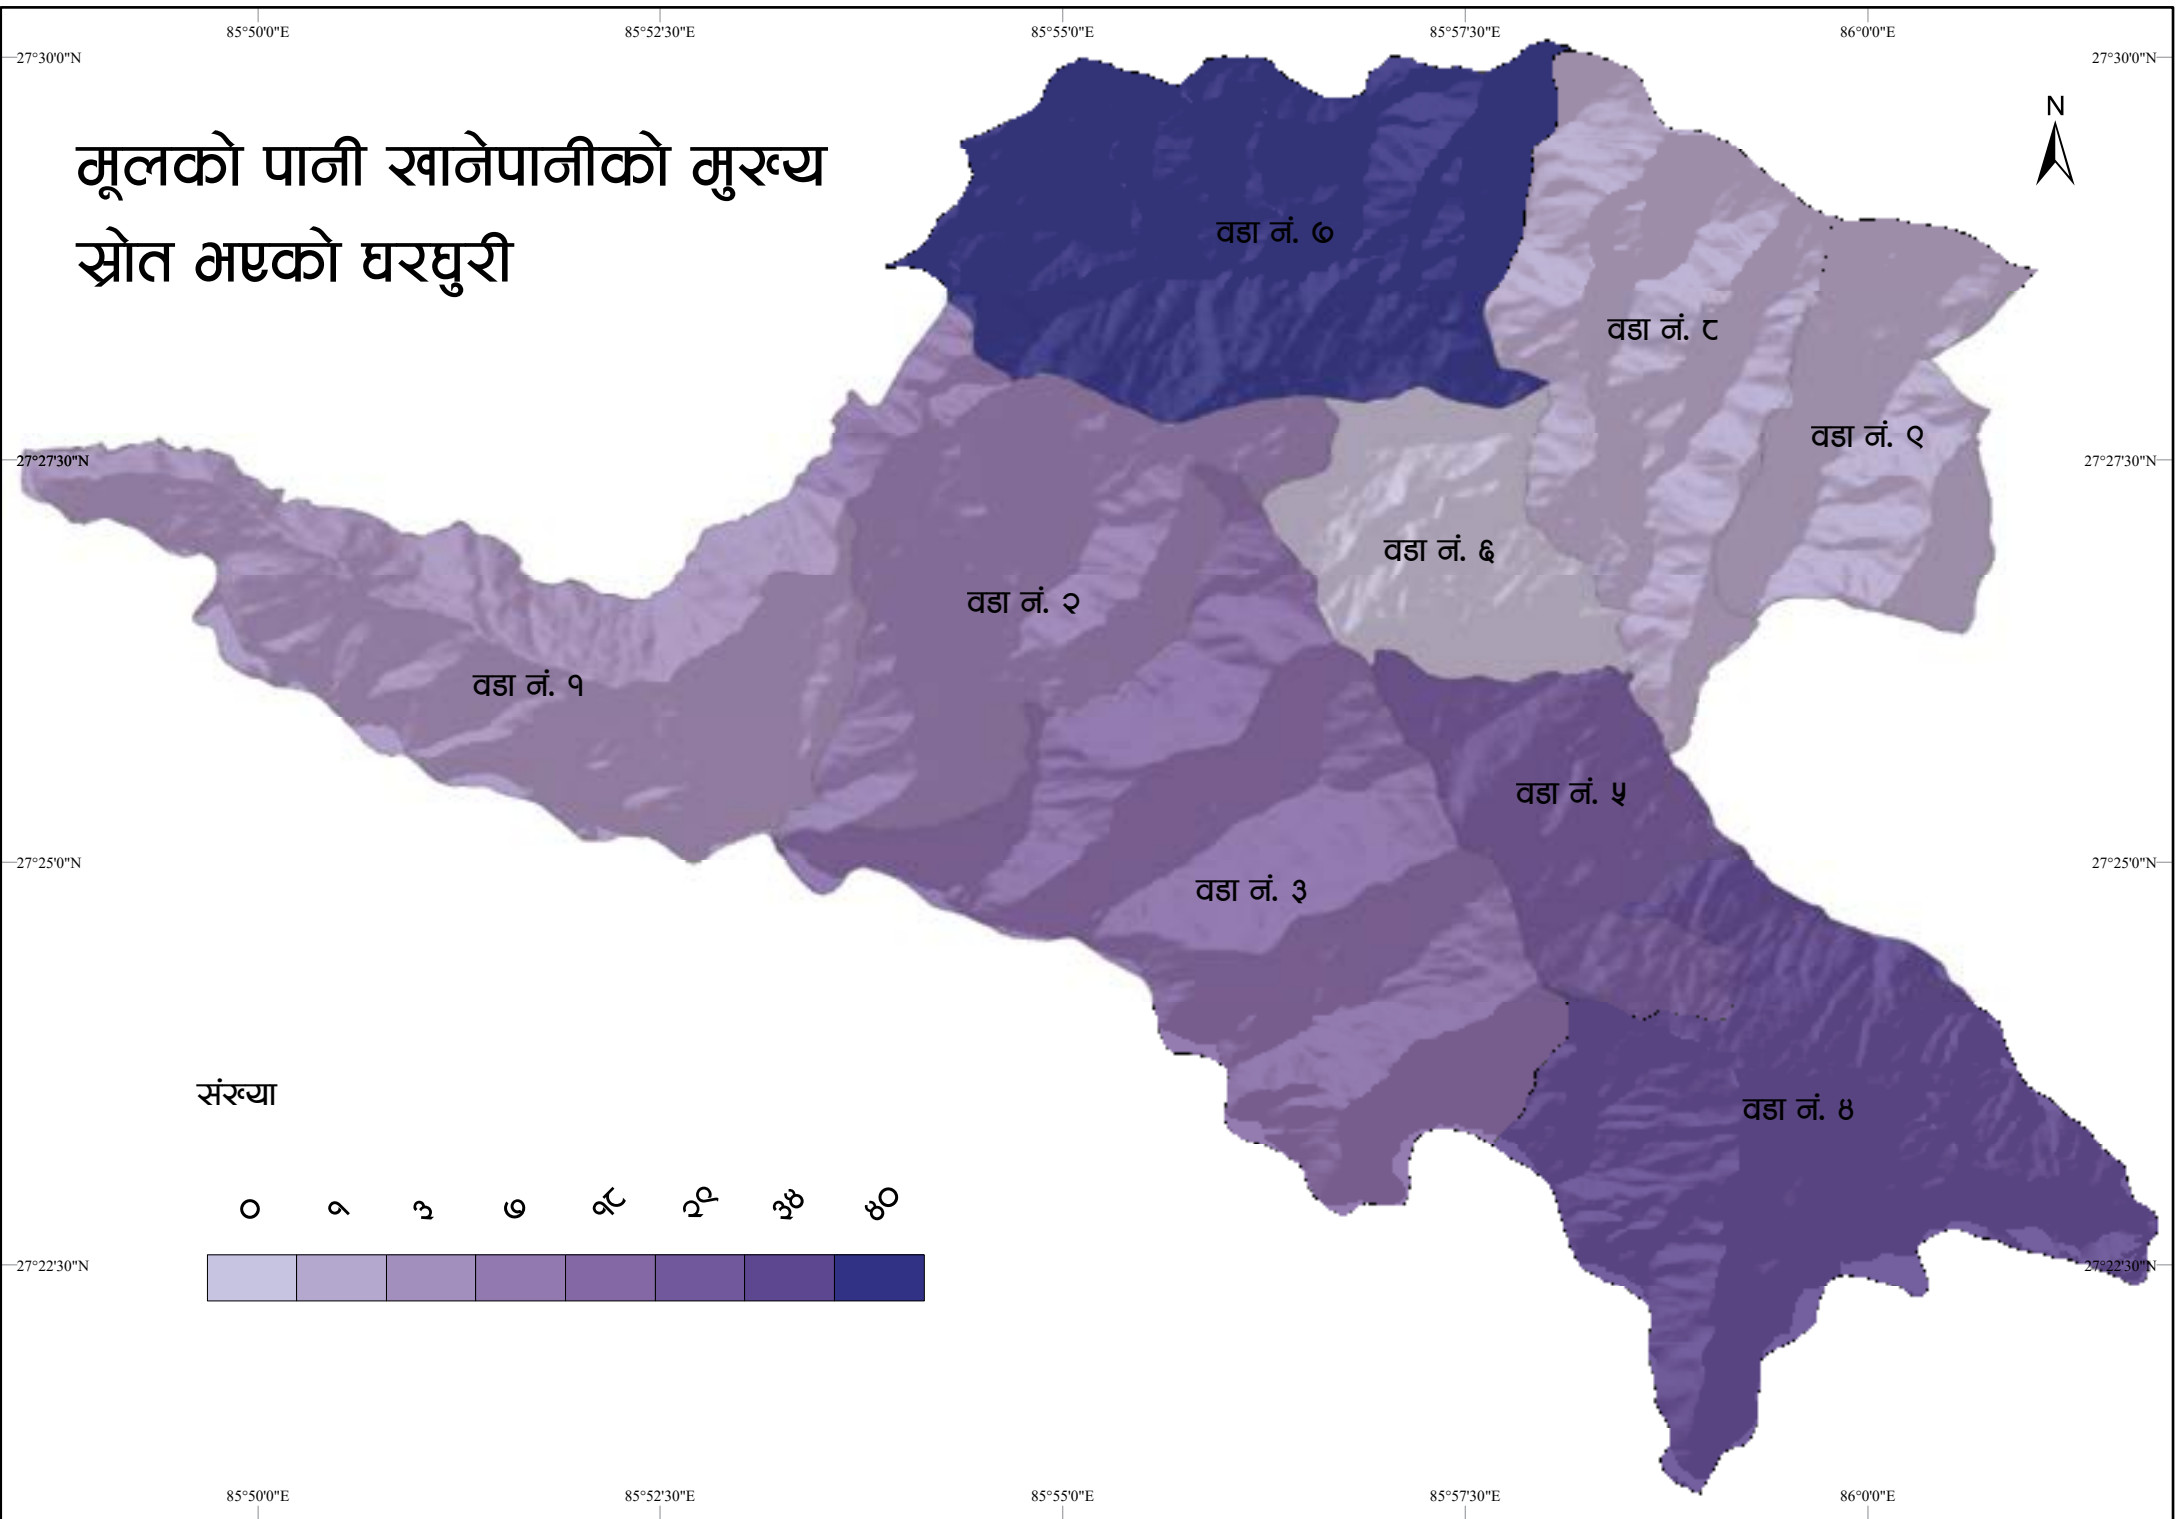 85°50'0"E 85°52'30"E 85°55'0"E 85°57'30"E 86°0'0"E
27°30'0"N 27°30'0"N
N
मूलको पानी खानेपानीको मुख्य
स्रोत भएको घरधुरी
वडा नं. ७
वडा नं. ८
वडा नं. ९
27°27'30"N 27°27'30"N
वडा नं. ६
वडा नं. २
वडा नं. १
वडा नं. ५
27°25'0"N 27°25'0"N
वडा नं. ३
संख्या
वडा नं. ४
० १ ३ ७ १८ २९ ३४ ४०
27°22'30"N 27°22'30"N
85°50'0"E 85°52'30"E 85°55'0"E 85°57'30"E 86°0'0"E